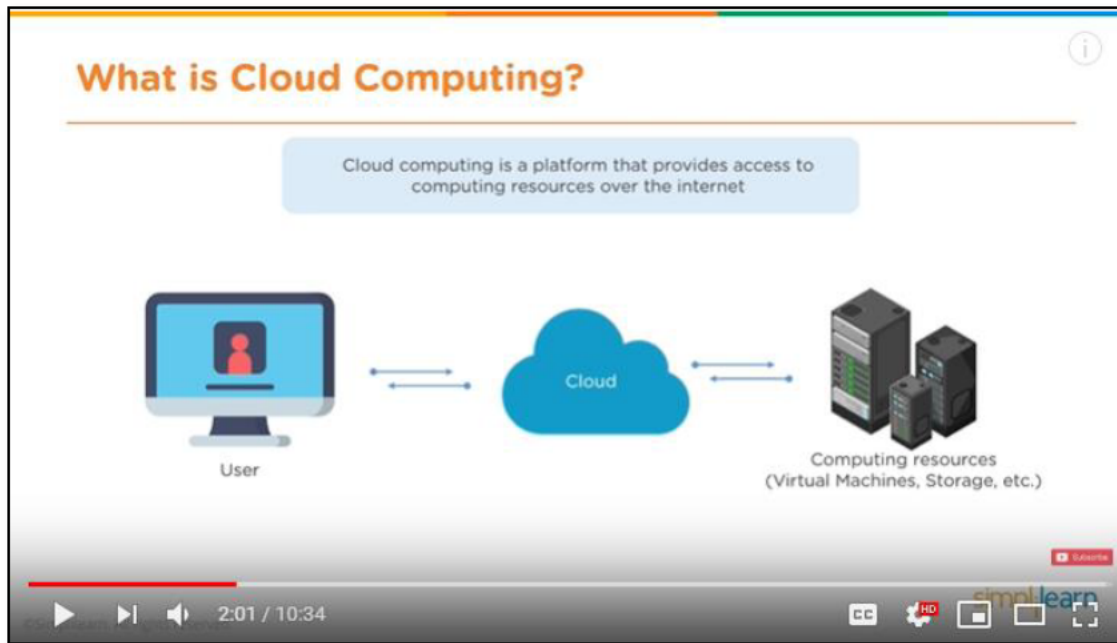 What is Cloud Computing?
Cloud computing is a platform that provides access to
computing resources over the internet
Cloud
User
Computing resources
(Virtual Machines, Storage, etc.)
Subscribe
simplilearn
2:01 / 10:34
CC
HD